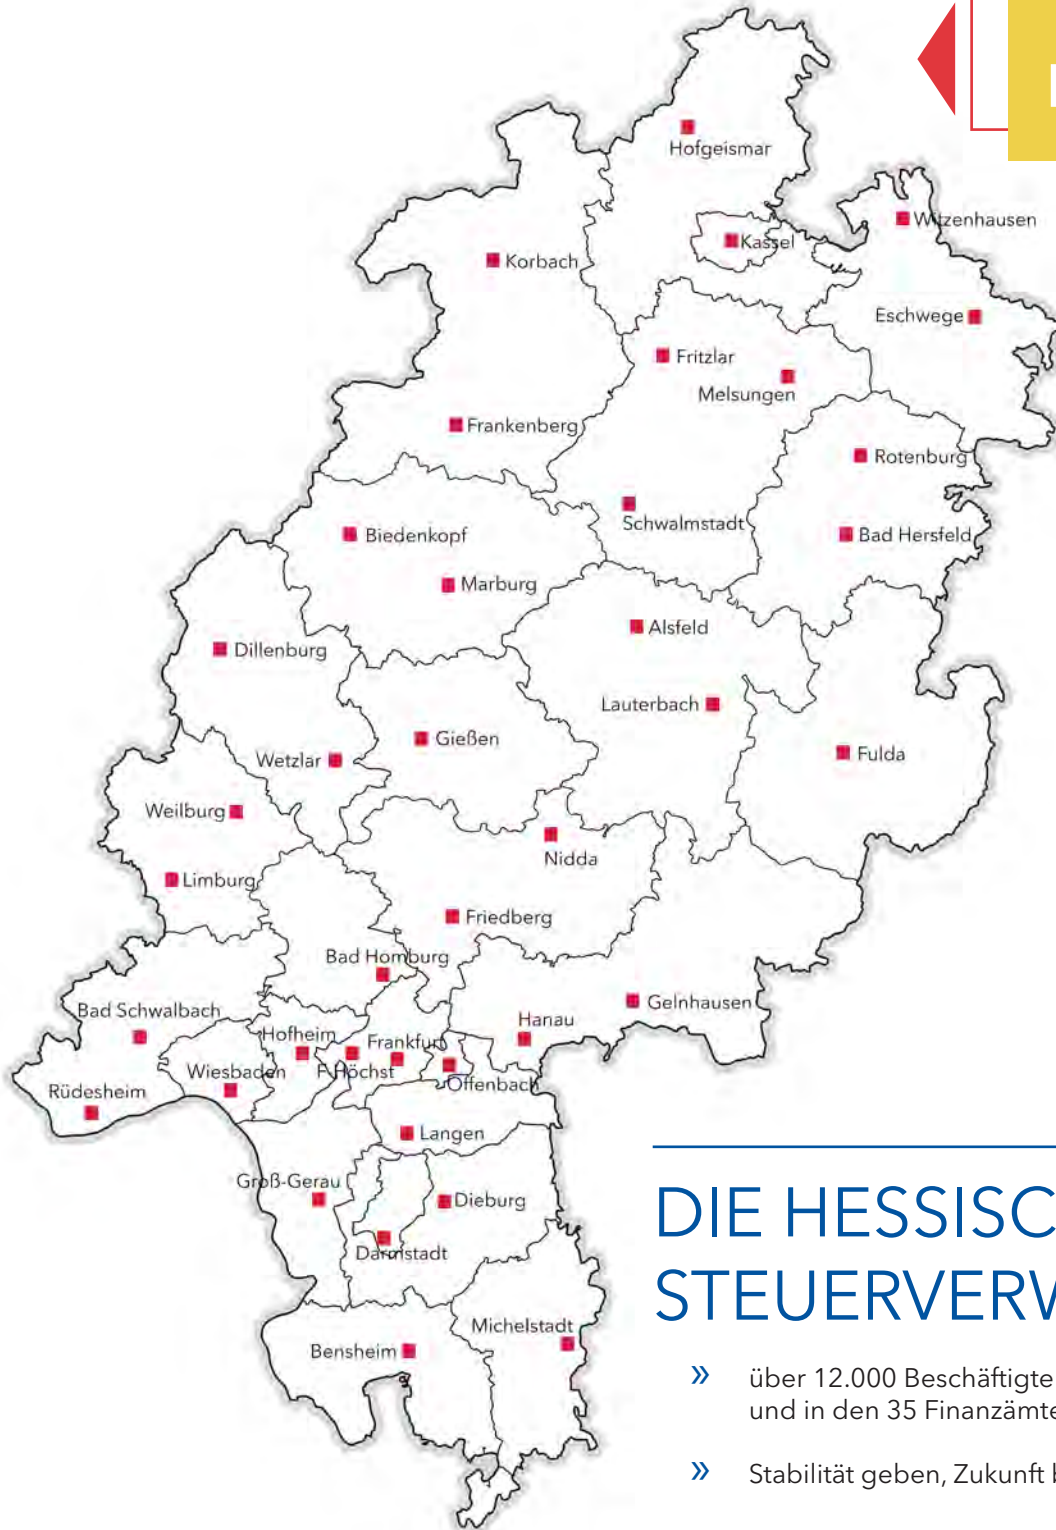 Hofgeismar
Witzenhausen
Kassel
Korbach
Eschwege
Fritzlar
Melsungen
Frankenberg
Rotenburg
Schwalmstadt
Biedenkopf
Bad Hersfeld
Marburg
Alsfeld
Dillenburg
Lauterbach
Gießen
Fulda
Wetzlar
Weilburg
Nidda
Limburg
Friedberg
Bad Homburg
Gelnhausen
Bad Schwalbach
Hanau
Hofheim
Frankfurt
Wiesbaden
F-Höchst
Offenbach
Rüdesheim
Langen
Groß-Gerau
Dieburg
Darmstadt
Michelstadt
Bensheim
DIE HESSISC
STEUERVERW
» über 12.000 Beschäftigte
und in den 35 Finanzämte
» Stabilität geben, Zukunft b